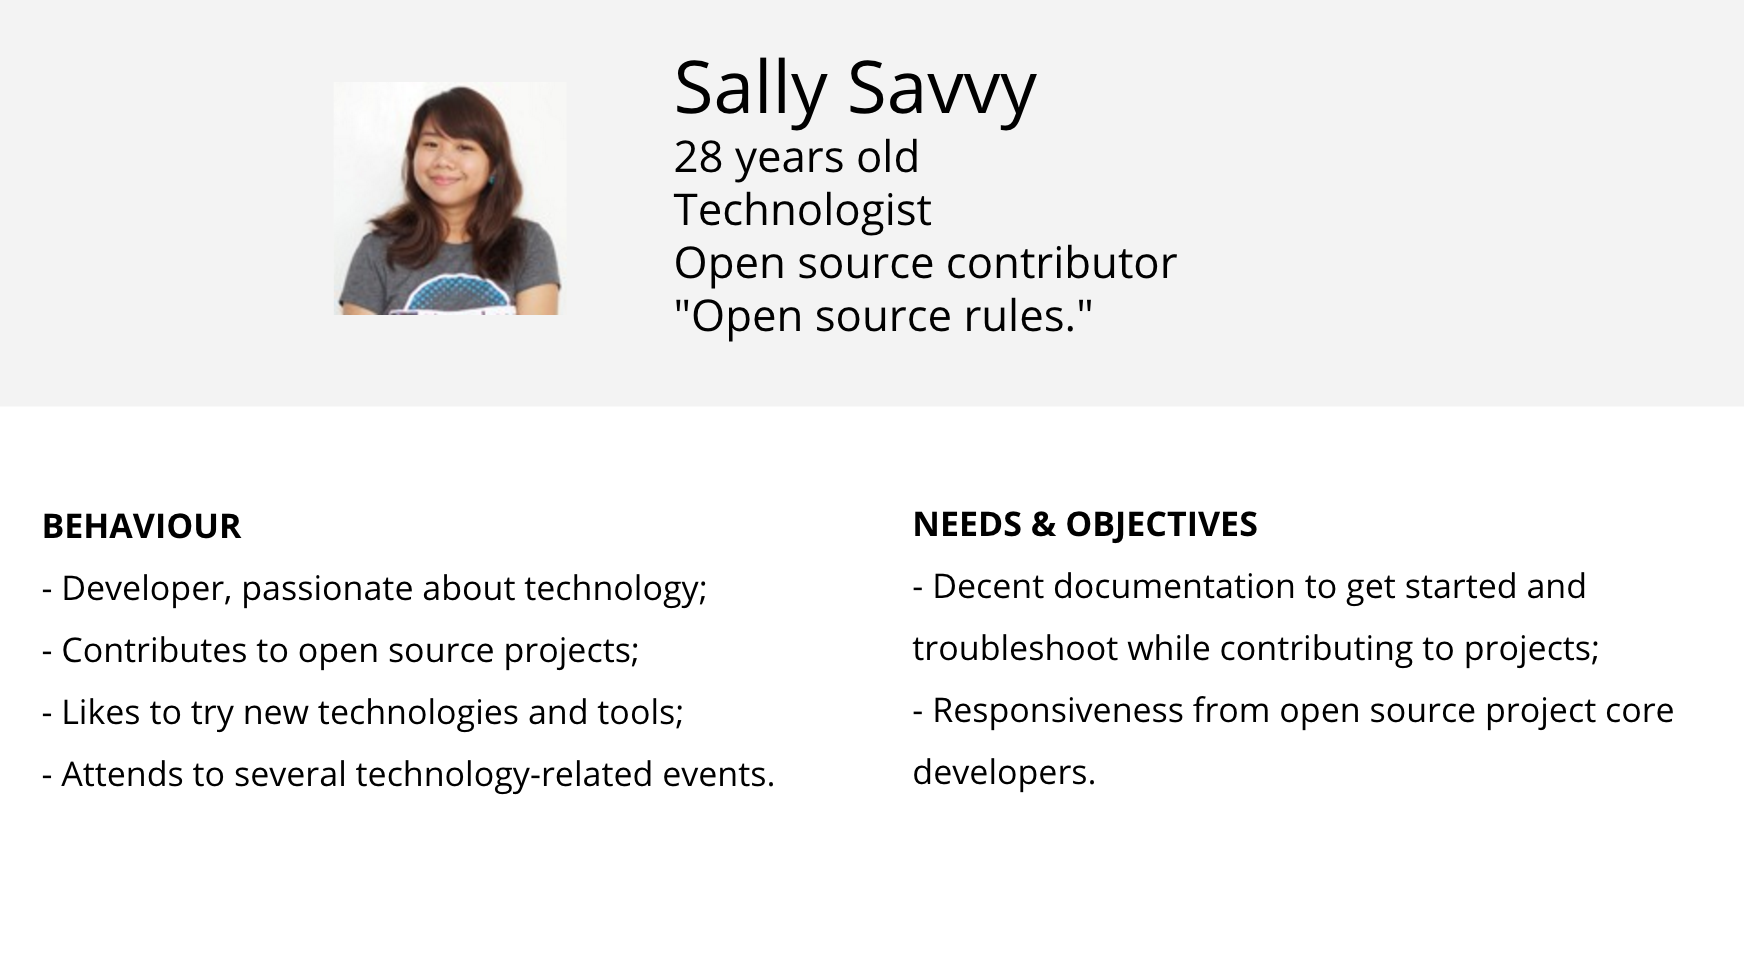 Sally Savvy
28 years old
Technologist
Open source contributor
"Open source rules."
BEHAVIOUR
- Developer, passionate about technology;
- Contributes to open source projects;
- Likes to try new technologies and tools;
- Attends to several technology-related events.
NEEDS & OBJECTIVES
- Decent documentation to get started and
troubleshoot while contributing to projects;
- Responsiveness from open source project core
developers.